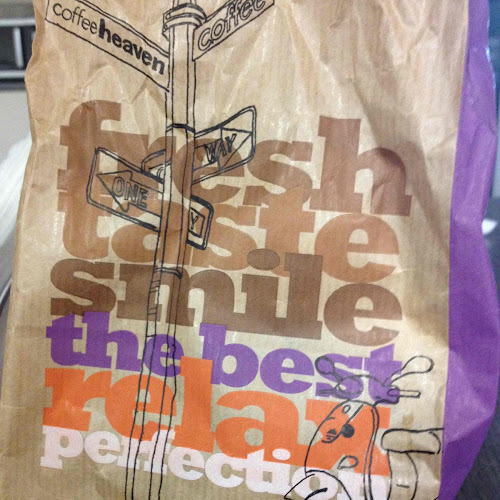 coffeeheaven
coffee
WAY
ONE
Y
fresh
taste
smile
the best
relax
perfection